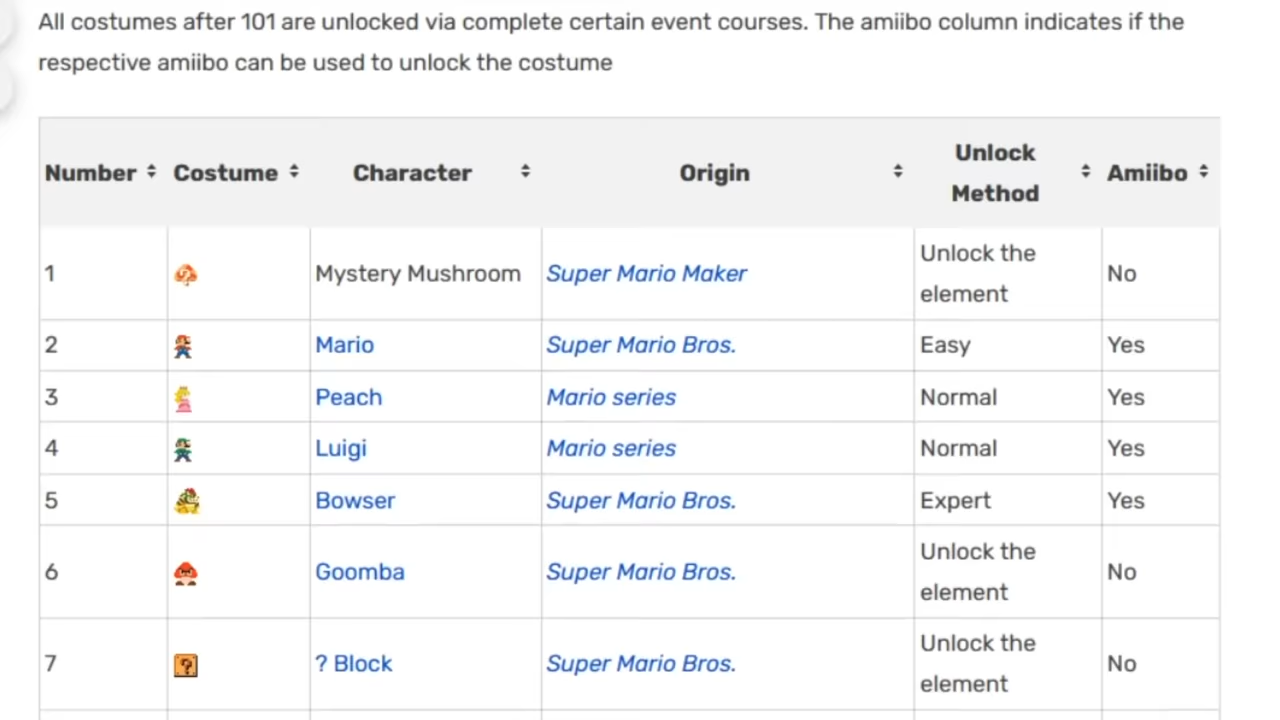 All costumes after 101 are unlocked via complete certain event courses. The amiibo column indicates if the
respective amiibo can be used to unlock the costume
Number Costume Character Origin Unlock Method Amiibo
1 Mystery Mushroom Super Mario Maker Unlock the element No
2 Mario Super Mario Bros. Easy Yes
3 Peach Mario series Normal Yes
4 Luigi Mario series Normal Yes
5 Bowser Super Mario Bros. Expert Yes
6 Goomba Super Mario Bros. Unlock the element No
7 ? ? Block Super Mario Bros. Unlock the element No